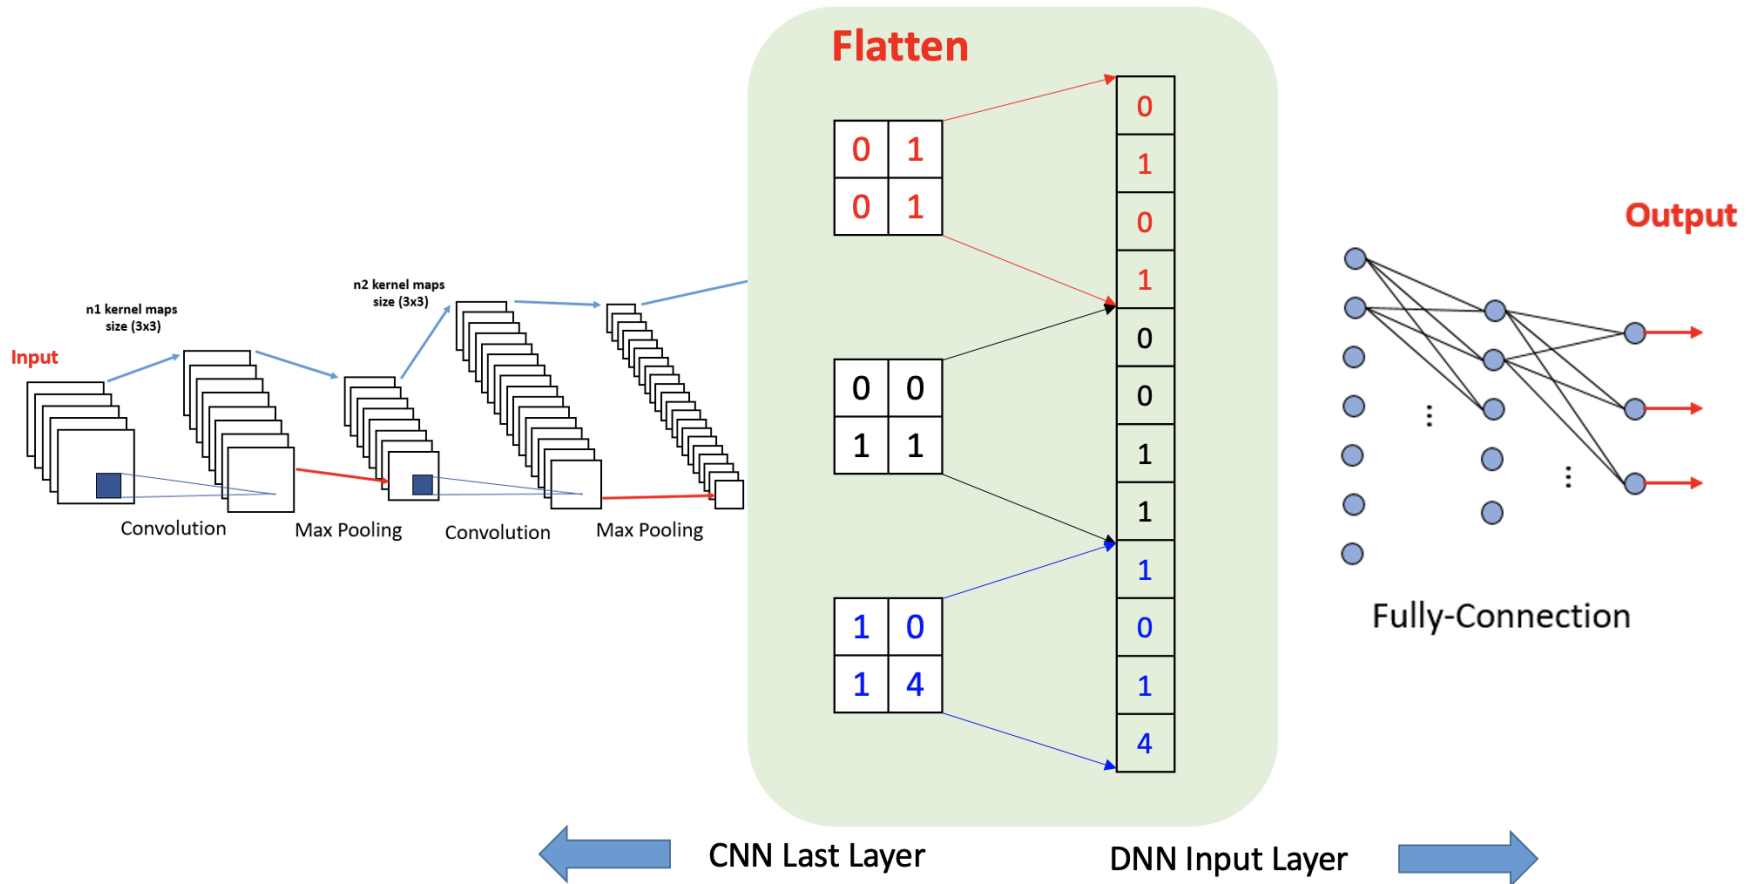 Flatten
Input
n1 kernel maps
size (3x3)
n2 kernel maps
size (3x3)
Convolution
Max Pooling
Convolution
Max Pooling
0 1
0 1
0 0
1 1
1 0
1 4
0
1
0
1
0
0
1
1
1
0
1
4
Output
...
...
Fully-Connection
CNN Last Layer
DNN Input Layer